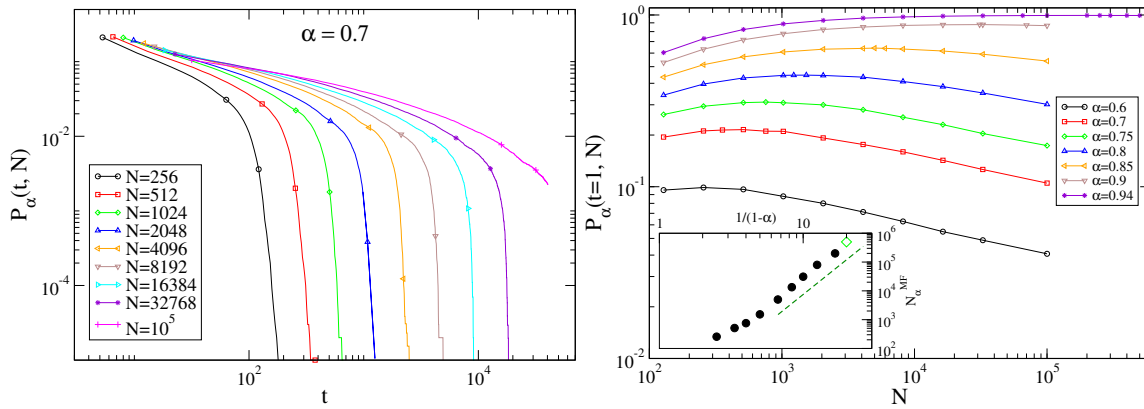 α = 0.7
P_α(t, N)
10^-2
10^-4
N=256
N=512
N=1024
N=2048
N=4096
N=8192
N=16384
N=32768
N=10^5
10^2
10^4
t
10^0
10^-1
10^-2
P_α(t=1, N)
α=0.6
α=0.7
α=0.75
α=0.8
α=0.85
α=0.9
α=0.94
1
1/(1-α)
10
10^6
10^5
10^4
10^3
10^2
N_α^MF
10^2
10^3
10^4
10^5
N